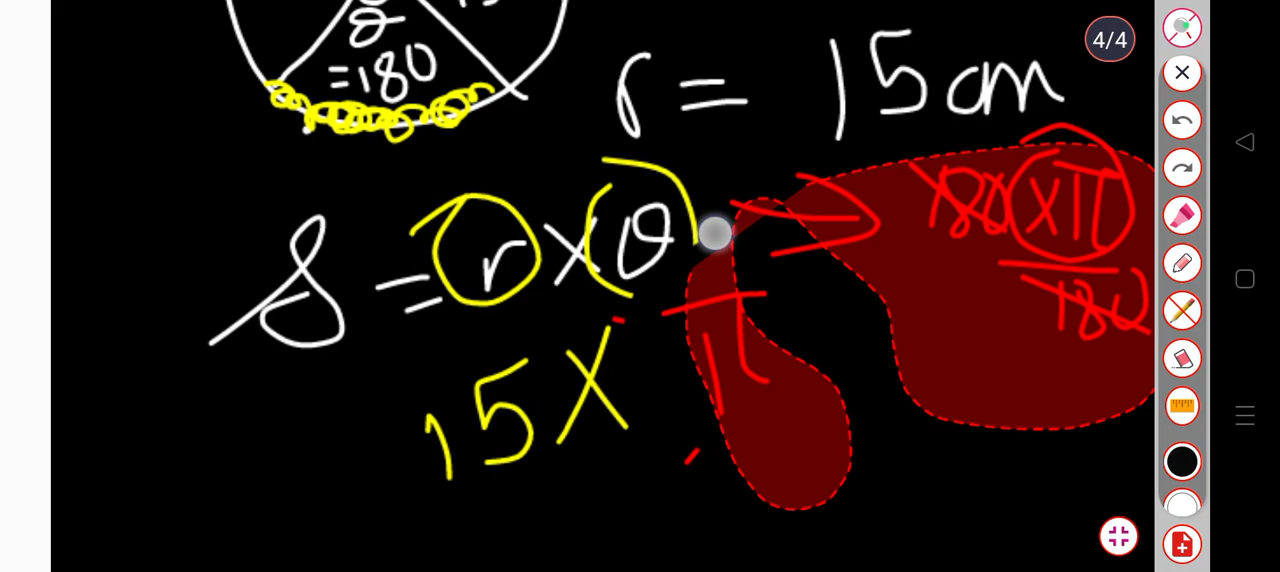 θ
=180
r = 15 cm
4/4
S = r × θ ⇒ 180 × π
180
15 × π